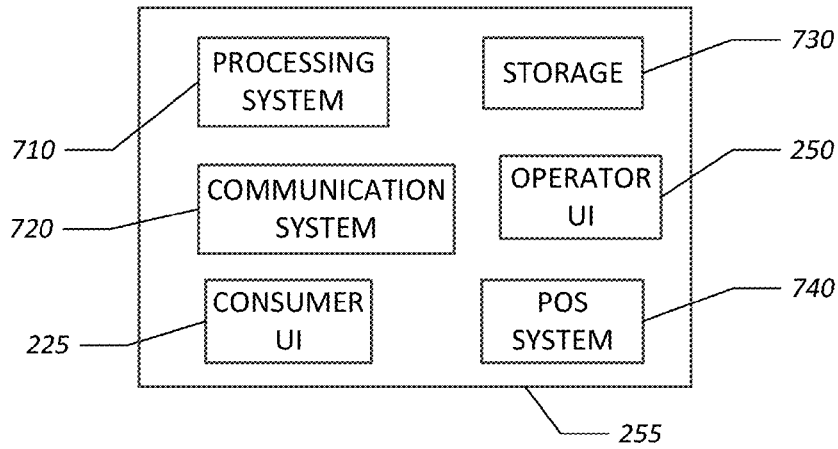 PROCESSING
SYSTEM
STORAGE
730
710
COMMUNICATION
SYSTEM
OPERATOR
UI
250
720
CONSUMER
UI
POS
SYSTEM
740
225
255